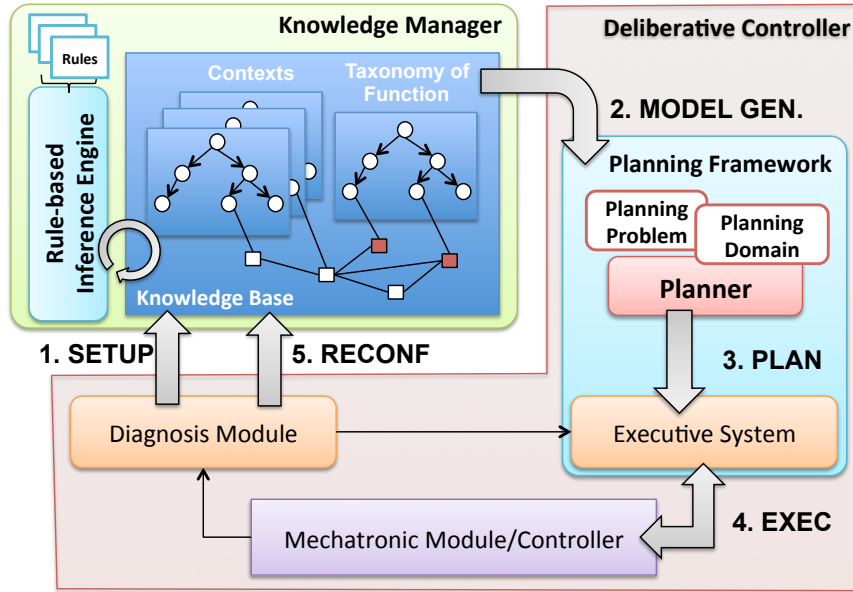 Knowledge Manager
Deliberative Controller
Rules
Contexts
Taxonomy of
Function
2. MODEL GEN.
Rule-based
Inference Engine
Planning Framework
Planning
Problem
Planning
Domain
Planner
Knowledge Base
1. SETUP
5. RECONF
3. PLAN
Diagnosis Module
Executive System
4. EXEC
Mechatronic Module/Controller